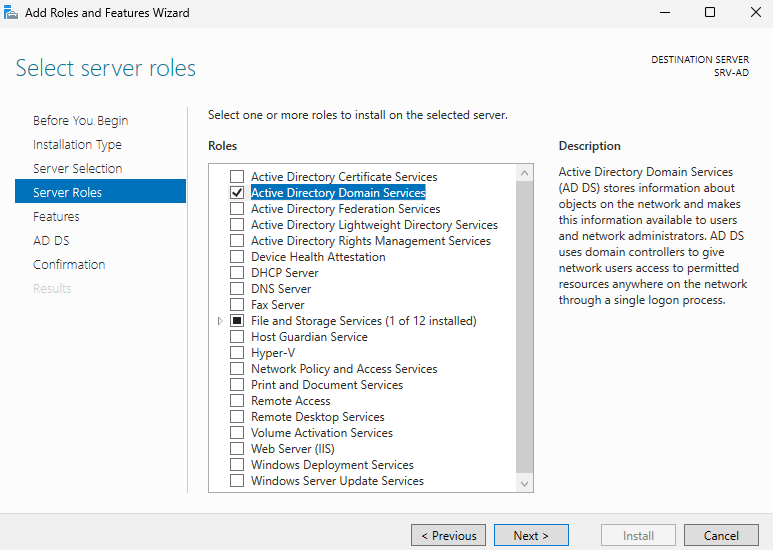 Add Roles and Features Wizard
Select server roles
DESTINATION SERVER
SRV-AD
Before You Begin
Installation Type
Server Selection
Server Roles
Features
AD DS
Confirmation
Results
Select one or more roles to install on the selected server.
Roles
Active Directory Certificate Services
Active Directory Domain Services
Active Directory Federation Services
Active Directory Lightweight Directory Services
Active Directory Rights Management Services
Device Health Attestation
DHCP Server
DNS Server
Fax Server
File and Storage Services (1 of 12 installed)
Host Guardian Service
Hyper-V
Network Policy and Access Services
Print and Document Services
Remote Access
Remote Desktop Services
Volume Activation Services
Web Server (IIS)
Windows Deployment Services
Windows Server Update Services
Description
Active Directory Domain Services
(AD DS) stores information about
objects on the network and makes
this information available to users
and network administrators. AD DS
uses domain controllers to give
network users access to permitted
resources anywhere on the network
through a single logon process.
< Previous
Next >
Install
Cancel